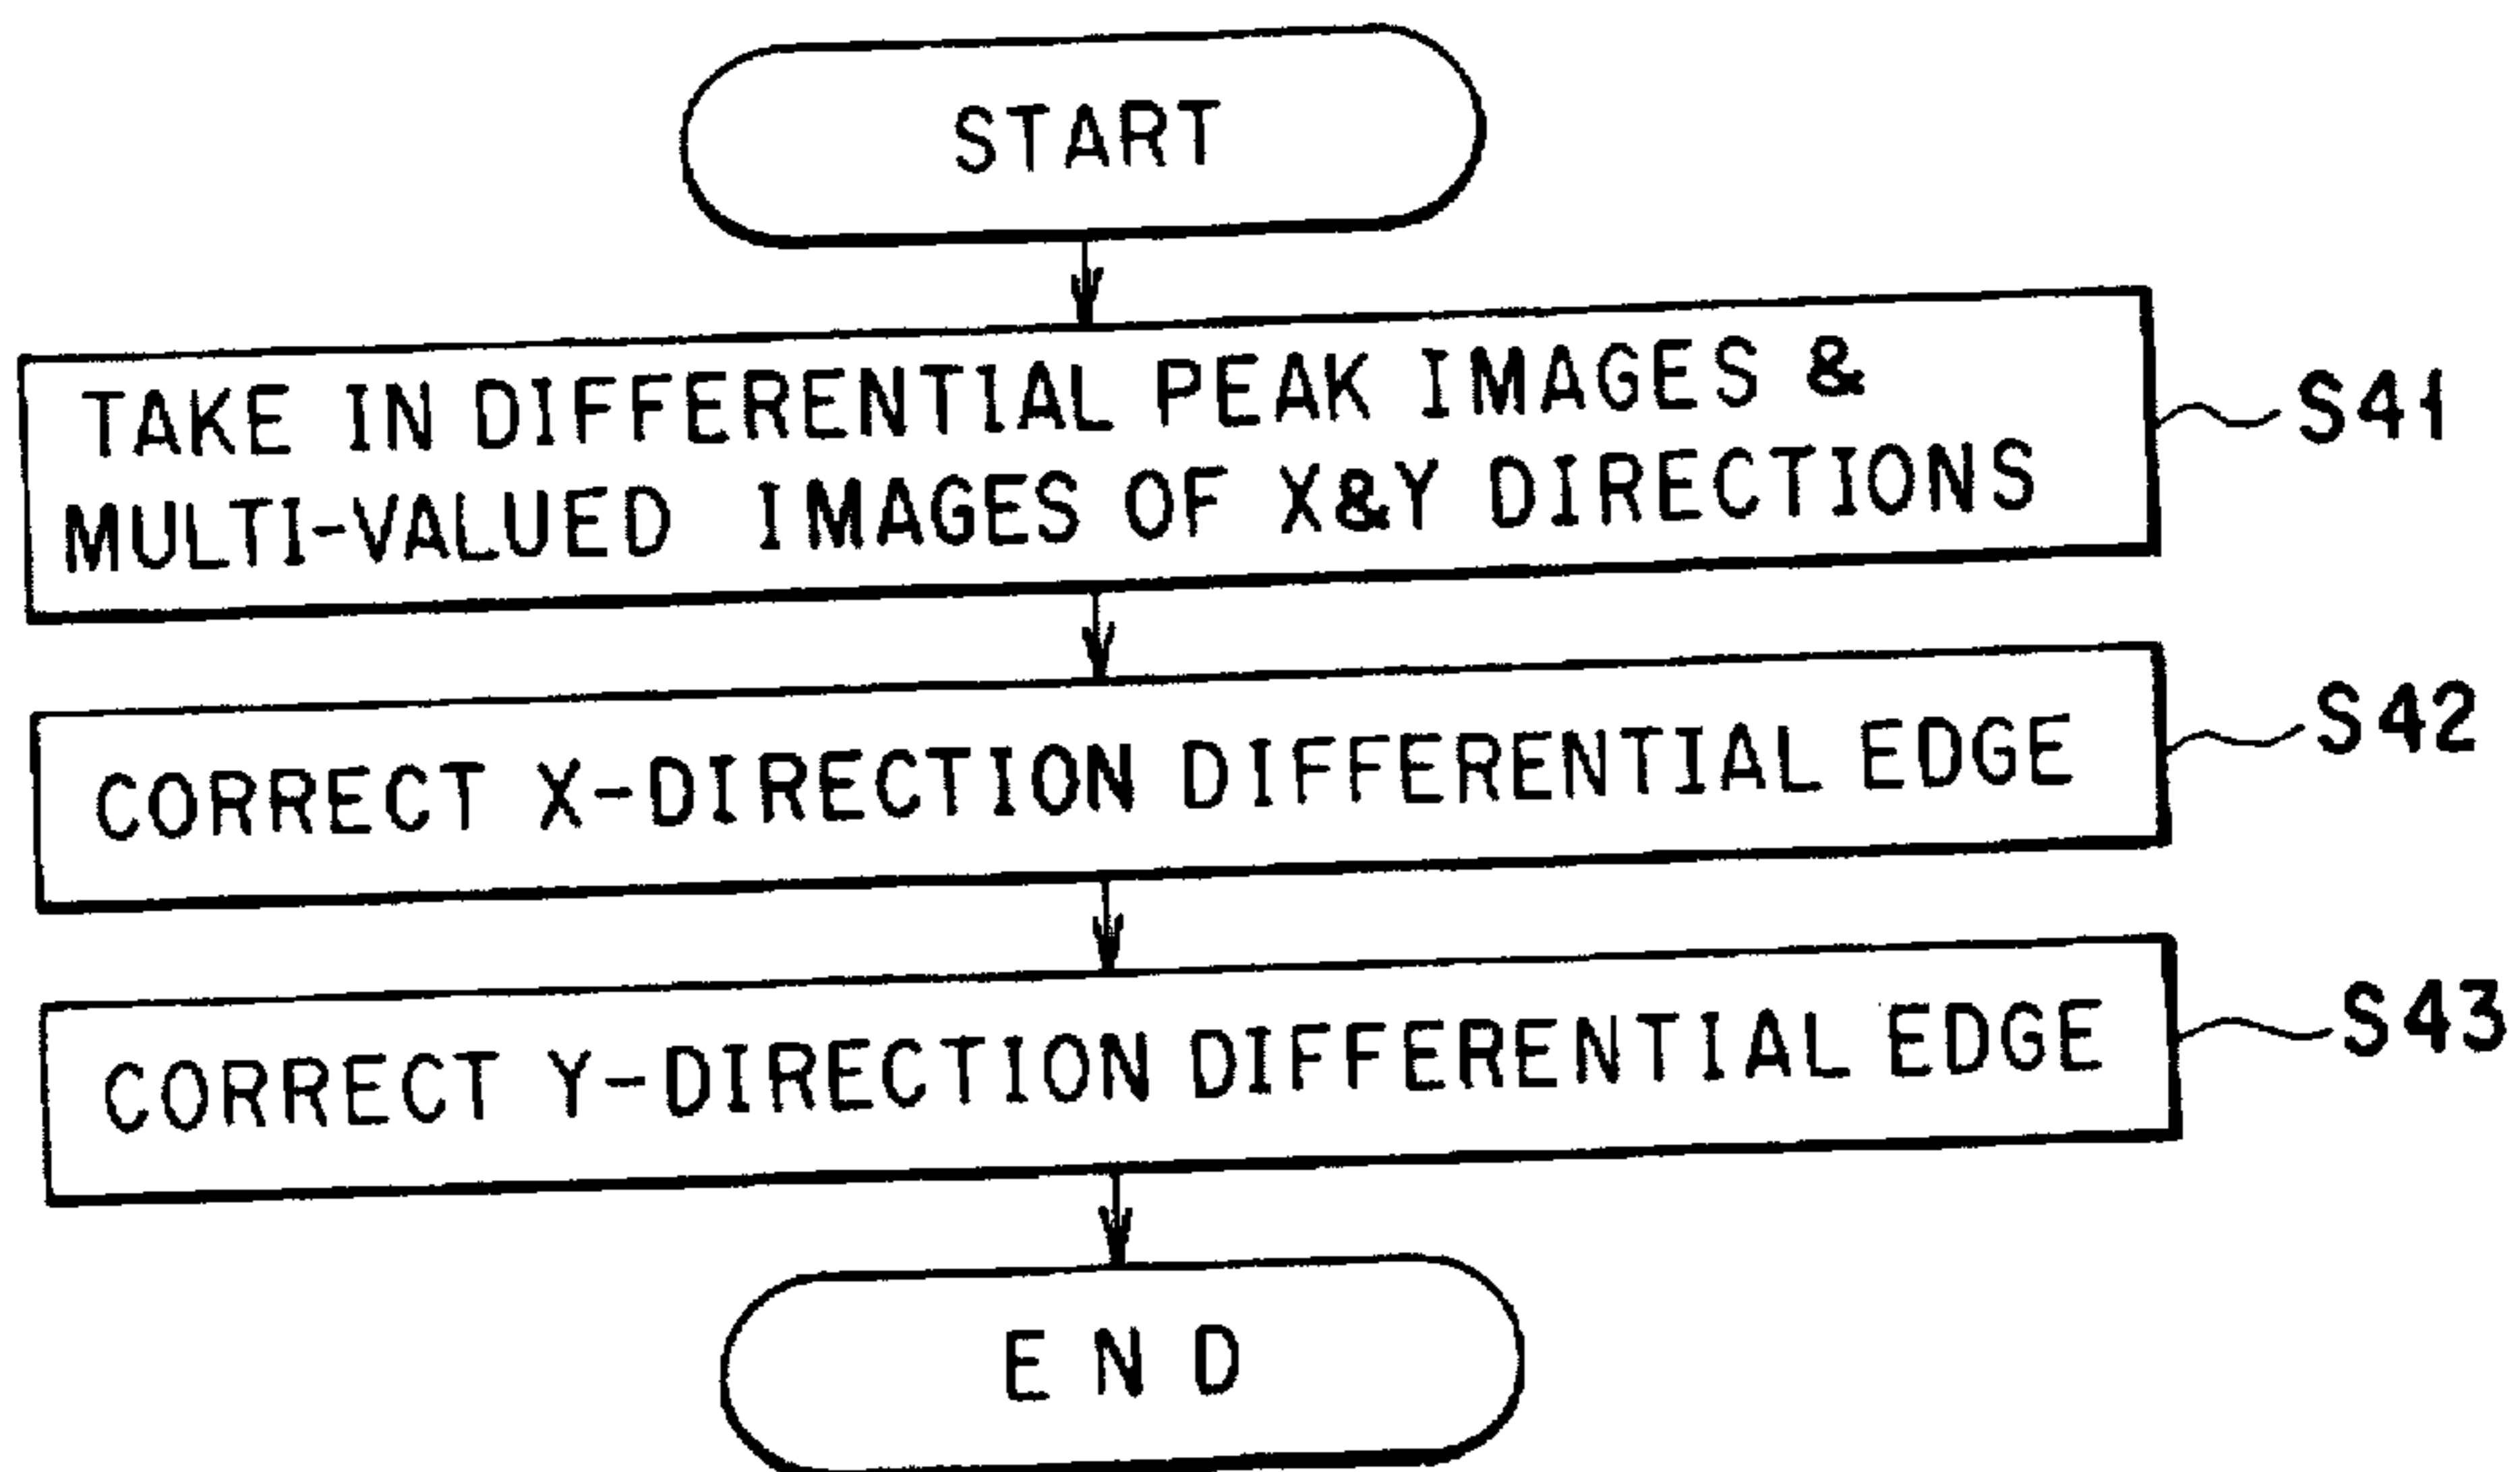 START
TAKE IN DIFFERENTIAL PEAK IMAGES &
MULTI-VALUED IMAGES OF X&Y DIRECTIONS
S41
CORRECT X-DIRECTION DIFFERENTIAL EDGE
S42
CORRECT Y-DIRECTION DIFFERENTIAL EDGE
S43
END